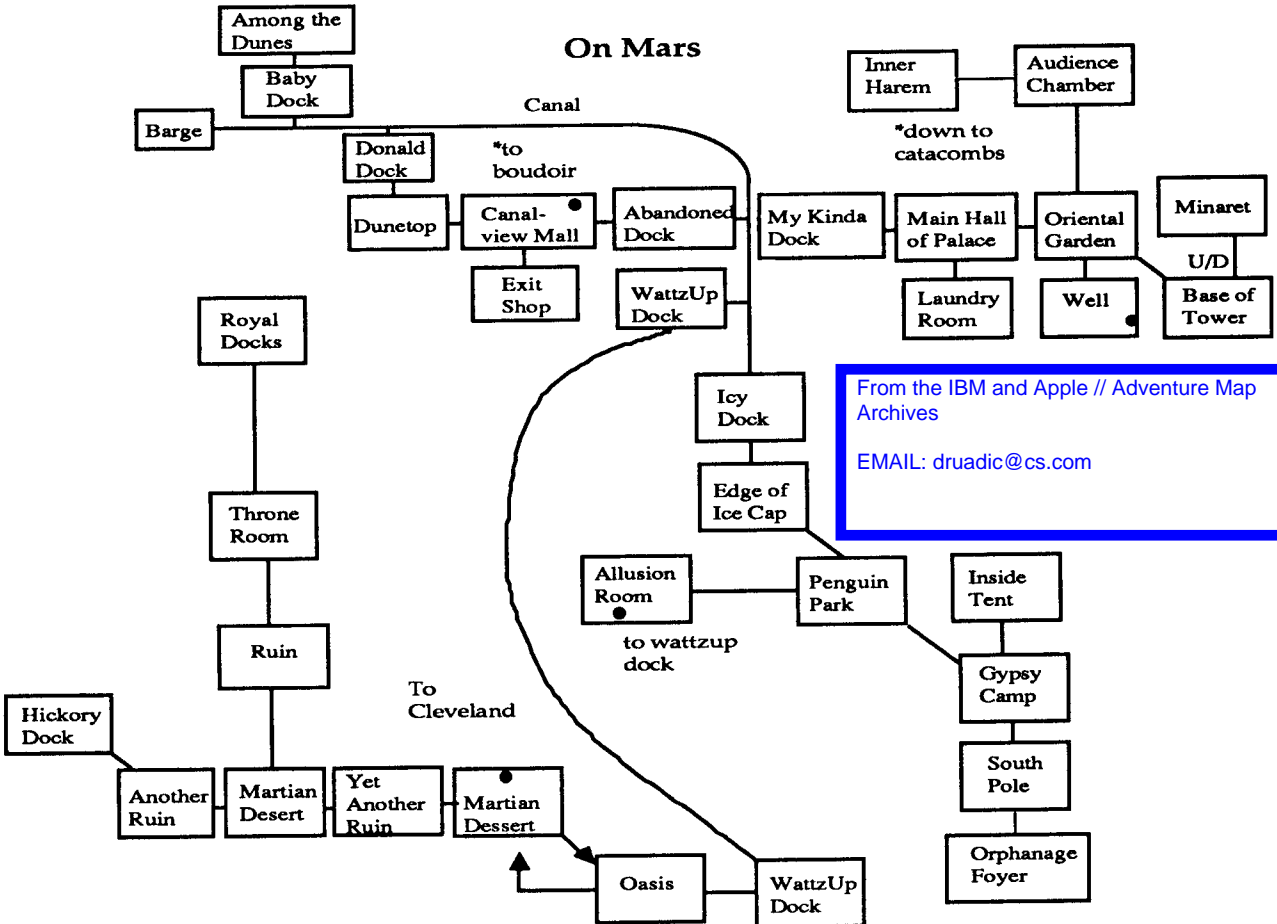 On Mars
Among the
Dunes
Baby
Dock
Barge
Canal
Donald
Dock
*to
boudoir
Dunetop
Canal-
view Mall
Abandoned
Dock
Exit
Shop
WattzUp
Dock
Inner
Harem
Audience
Chamber
*down to
catacombs
My Kinda
Dock
Main Hall
of Palace
Oriental
Garden
Minaret
U/D
Laundry
Room
Well
Base of
Tower
Royal
Docks
Icy
Dock
From the IBM and Apple // Adventure Map
Archives
EMAIL: druadic@cs.com
Edge of
Ice Cap
Throne
Room
Allusion
Room
to wattzup
dock
Penguin
Park
Inside
Tent
Ruin
Gypsy
Camp
To
Cleveland
Hickory
Dock
Another
Ruin
Martian
Desert
Yet
Another
Ruin
Martian
Dessert
South
Pole
Oasis
WattzUp
Dock
Orphanage
Foyer